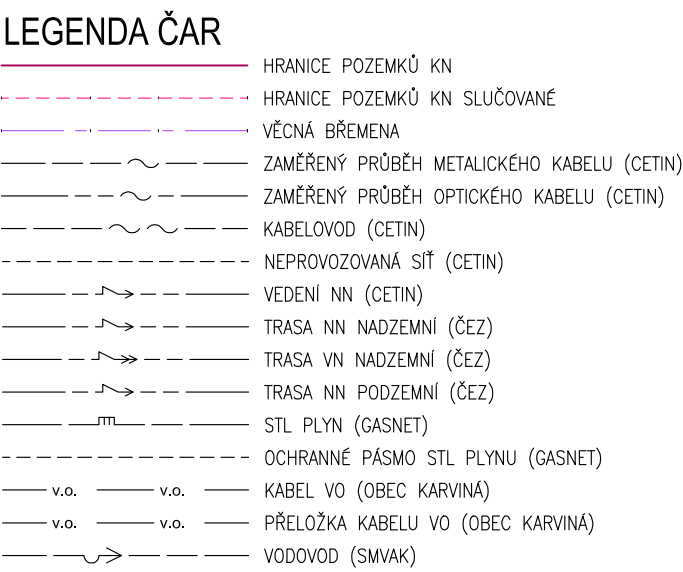 LEGENDA ČAR
HRANICE POZEMKŮ KN
HRANICE POZEMKŮ KN SLUČOVANÉ
VĚCNÁ BŘEMENA
ZAMĚŘENÝ PRŮBĚH METALICKÉHO KABELU (CETIN)
ZAMĚŘENÝ PRŮBĚH OPTICKÉHO KABELU (CETIN)
KABELOVOD (CETIN)
NEPROVOZOVANÁ SÍŤ (CETIN)
VEDENÍ NN (CETIN)
TRASA NN NADZEMNÍ (ČEZ)
TRASA VN NADZEMNÍ (ČEZ)
TRASA NN PODZEMNÍ (ČEZ)
STL PLYN (GASNET)
OCHRANNÉ PÁSMO STL PLYNU (GASNET)
v.o. v.o. KABEL VO (OBEC KARVINÁ)
v.o. v.o. PŘELOŽKA KABELU VO (OBEC KARVINÁ)
VODOVOD (SMVAK)